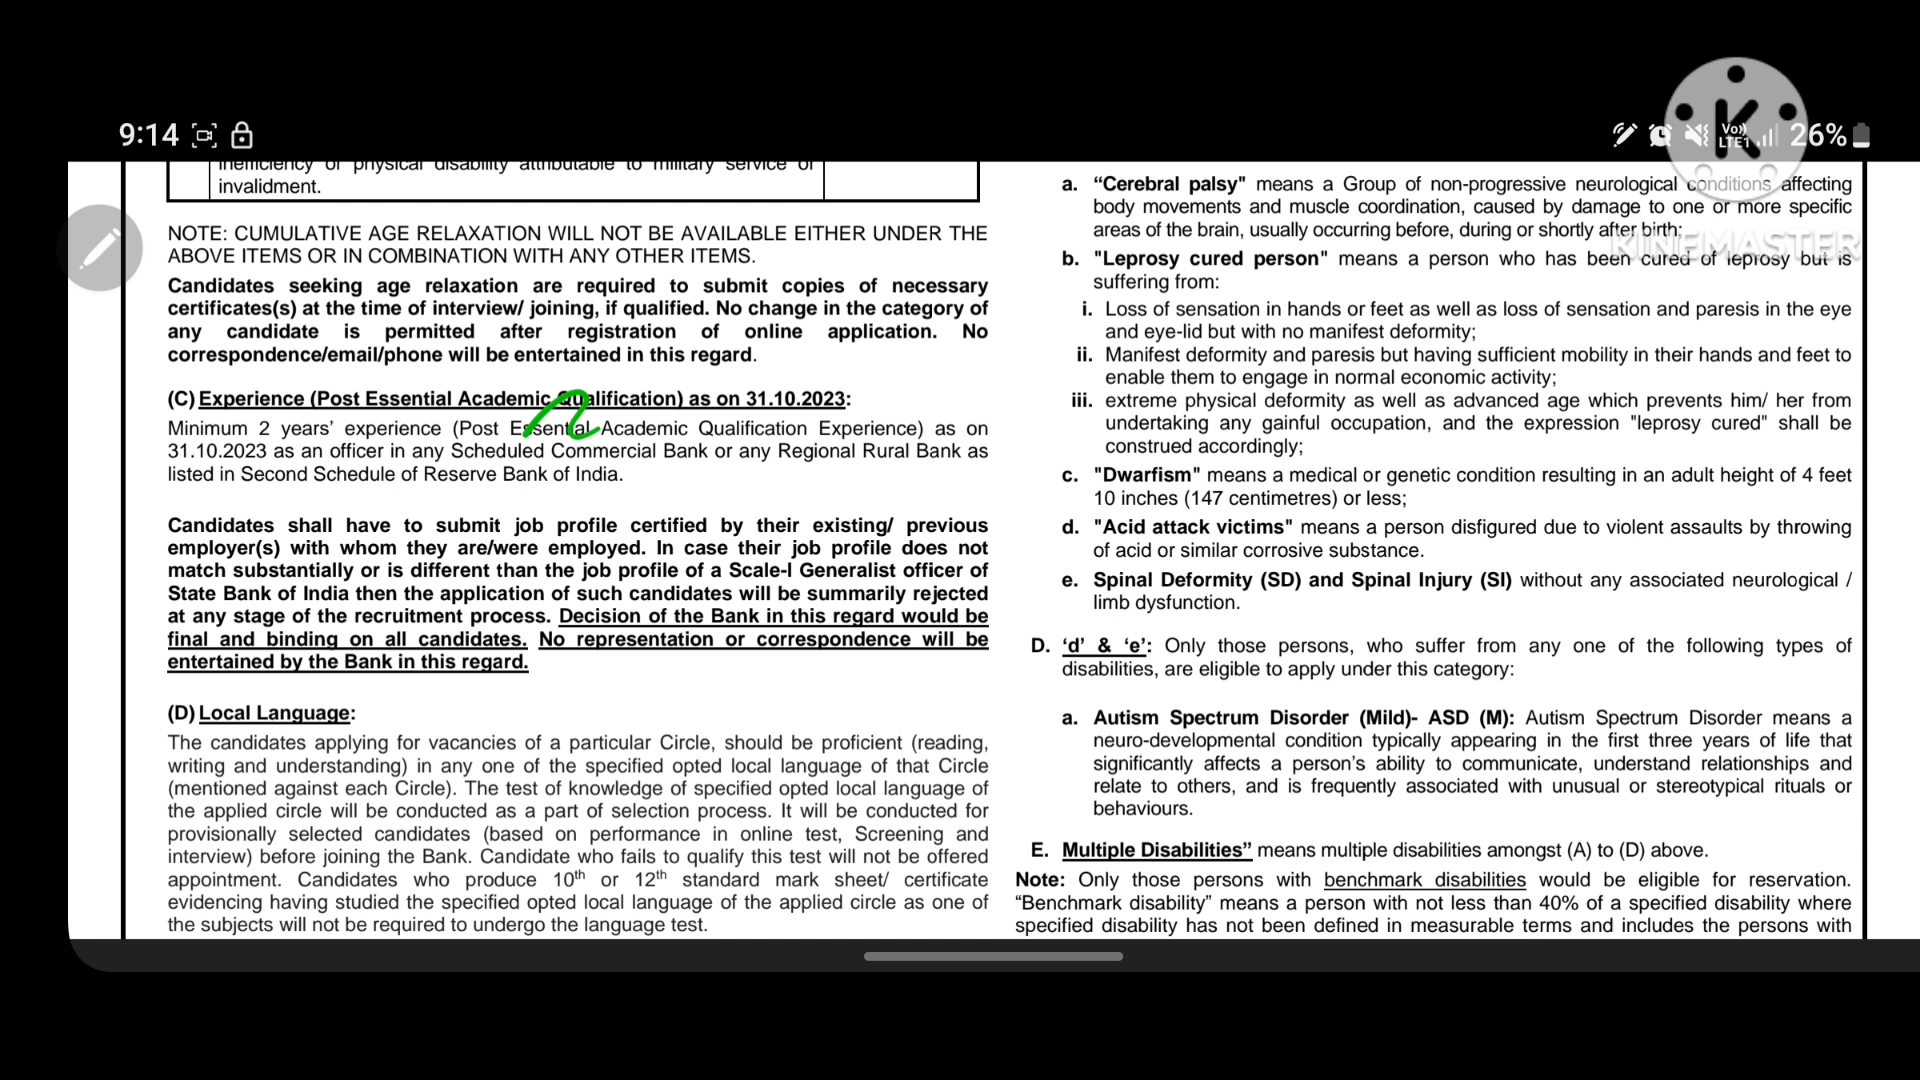 9:14
Vo))
LTE1
26%
KINEMASTER
inefficiency or physical disability attributable to military service or
invalidment.
NOTE: CUMULATIVE AGE RELAXATION WILL NOT BE AVAILABLE EITHER UNDER THE
ABOVE ITEMS OR IN COMBINATION WITH ANY OTHER ITEMS.
Candidates seeking age relaxation are required to submit copies of necessary
certificates(s) at the time of interview/ joining, if qualified. No change in the category of
any candidate is permitted after registration of online application. No
correspondence/email/phone will be entertained in this regard.
(C) Experience (Post Essential Academic Qualification) as on 31.10.2023:
Minimum 2 years’ experience (Post Essential Academic Qualification Experience) as on
31.10.2023 as an officer in any Scheduled Commercial Bank or any Regional Rural Bank as
listed in Second Schedule of Reserve Bank of India.
Candidates shall have to submit job profile certified by their existing/ previous
employer(s) with whom they are/were employed. In case their job profile does not
match substantially or is different than the job profile of a Scale-I Generalist officer of
State Bank of India then the application of such candidates will be summarily rejected
at any stage of the recruitment process. Decision of the Bank in this regard would be
final and binding on all candidates. No representation or correspondence will be
entertained by the Bank in this regard.
(D) Local Language:
The candidates applying for vacancies of a particular Circle, should be proficient (reading,
writing and understanding) in any one of the specified opted local language of that Circle
(mentioned against each Circle). The test of knowledge of specified opted local language of
the applied circle will be conducted as a part of selection process. It will be conducted for
provisionally selected candidates (based on performance in online test, Screening and
interview) before joining the Bank. Candidate who fails to qualify this test will not be offered
appointment. Candidates who produce 10th or 12th standard mark sheet/ certificate
evidencing having studied the specified opted local language of the applied circle as one of
the subjects will not be required to undergo the language test.
a. “Cerebral palsy" means a Group of non-progressive neurological conditions affecting
body movements and muscle coordination, caused by damage to one or more specific
areas of the brain, usually occurring before, during or shortly after birth;
b. "Leprosy cured person" means a person who has been cured of leprosy but is
suffering from:
i. Loss of sensation in hands or feet as well as loss of sensation and paresis in the eye
and eye-lid but with no manifest deformity;
ii. Manifest deformity and paresis but having sufficient mobility in their hands and feet to
enable them to engage in normal economic activity;
iii. extreme physical deformity as well as advanced age which prevents him/ her from
undertaking any gainful occupation, and the expression "leprosy cured" shall be
construed accordingly;
c. "Dwarfism" means a medical or genetic condition resulting in an adult height of 4 feet
10 inches (147 centimetres) or less;
d. "Acid attack victims" means a person disfigured due to violent assaults by throwing
of acid or similar corrosive substance.
e. Spinal Deformity (SD) and Spinal Injury (SI) without any associated neurological /
limb dysfunction.
D. ‘d’ & ‘e’: Only those persons, who suffer from any one of the following types of
disabilities, are eligible to apply under this category:
a. Autism Spectrum Disorder (Mild)- ASD (M): Autism Spectrum Disorder means a
neuro-developmental condition typically appearing in the first three years of life that
significantly affects a person’s ability to communicate, understand relationships and
relate to others, and is frequently associated with unusual or stereotypical rituals or
behaviours.
E. Multiple Disabilities” means multiple disabilities amongst (A) to (D) above.
Note: Only those persons with benchmark disabilities would be eligible for reservation.
“Benchmark disability” means a person with not less than 40% of a specified disability where
specified disability has not been defined in measurable terms and includes the persons with